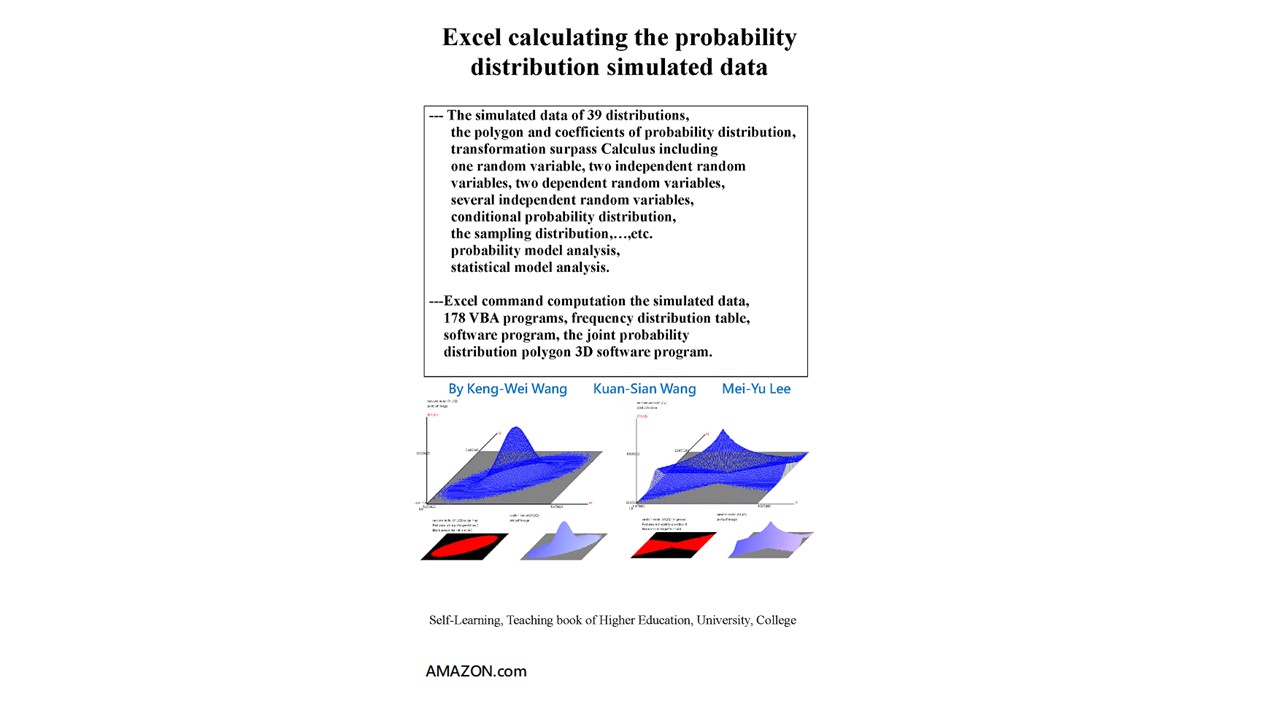 Excel calculating the probability
distribution simulated data
--- The simulated data of 39 distributions,
the polygon and coefficients of probability distribution,
transformation surpass Calculus including
one random variable, two independent random
variables, two dependent random variables,
several independent random variables,
conditional probability distribution,
the sampling distribution,…,etc.
probability model analysis,
statistical model analysis.
---Excel command computation the simulated data,
178 VBA programs, frequency distribution table,
software program, the joint probability
distribution polygon 3D software program.
By Keng-Wei Wang Kuan-Sian Wang Mei-Yu Lee
Self-Learning, Teaching book of Higher Education, University, College
AMAZON.com